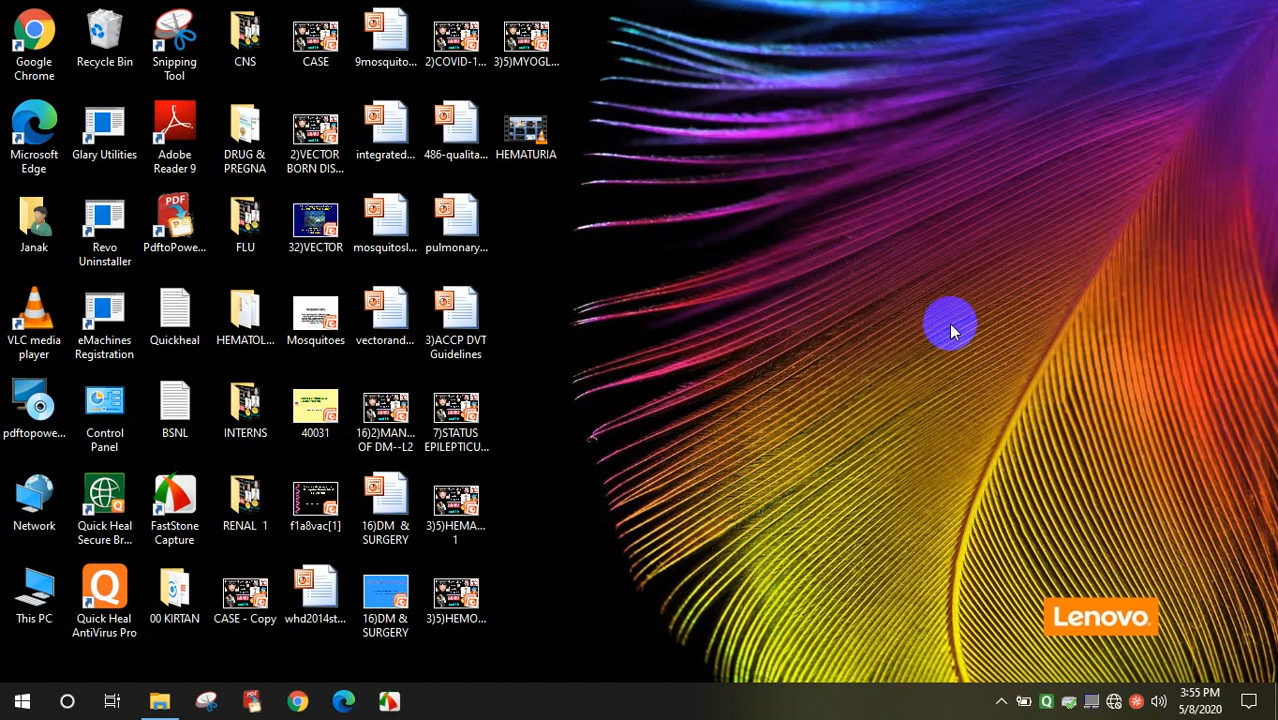 Google
Chrome
Recycle Bin
Snipping
Tool
CNS
CASE
9mosquito...
2)COVID-1...
3)5)MYOGL...
Microsoft
Edge
Glary Utilities
Adobe
Reader 9
DRUG &
PREGNA
2)VECTOR
BORN DIS...
integrated...
486-qualita...
HEMATURIA
Janak
Revo
Uninstaller
PDF
PdftoPowe...
FLU
32)VECTOR
mosquitosl...
pulmonary...
VLC media
player
eMachines
Registration
Quickheal
HEMATOL...
Mosquitoes
vectorand...
3)ACCP DVT
Guidelines
pdftopowe...
Control
Panel
BSNL
INTERNS
40031
16)2)MAN...
OF DM--L2
7)STATUS
EPILEPTICU...
Network
Quick Heal
Secure Br...
FastStone
Capture
RENAL 1
f1a8vac[1]
16)DM &
SURGERY
3)5)HEMA...
1
This PC
Quick Heal
AntiVirus Pro
00 KIRTAN
CASE - Copy
whd2014st...
16)DM &
SURGERY
3)5)HEMO...
Lenovo
3:55 PM
5/8/2020